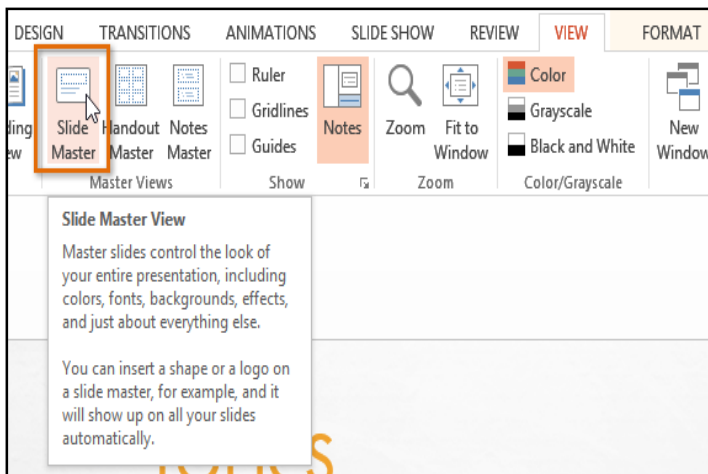 DESIGN TRANSITIONS ANIMATIONS SLIDE SHOW REVIEW VIEW FORMAT
Slide Master
Handout Master
Notes Master
Master Views
Ruler
Gridlines
Guides
Notes
Show
Zoom
Fit to Window
Zoom
Color
Grayscale
Black and White
Color/Grayscale
New Window
Slide Master View
Master slides control the look of
your entire presentation, including
colors, fonts, backgrounds, effects,
and just about everything else.
You can insert a shape or a logo on
a slide master, for example, and it
will show up on all your slides
automatically.